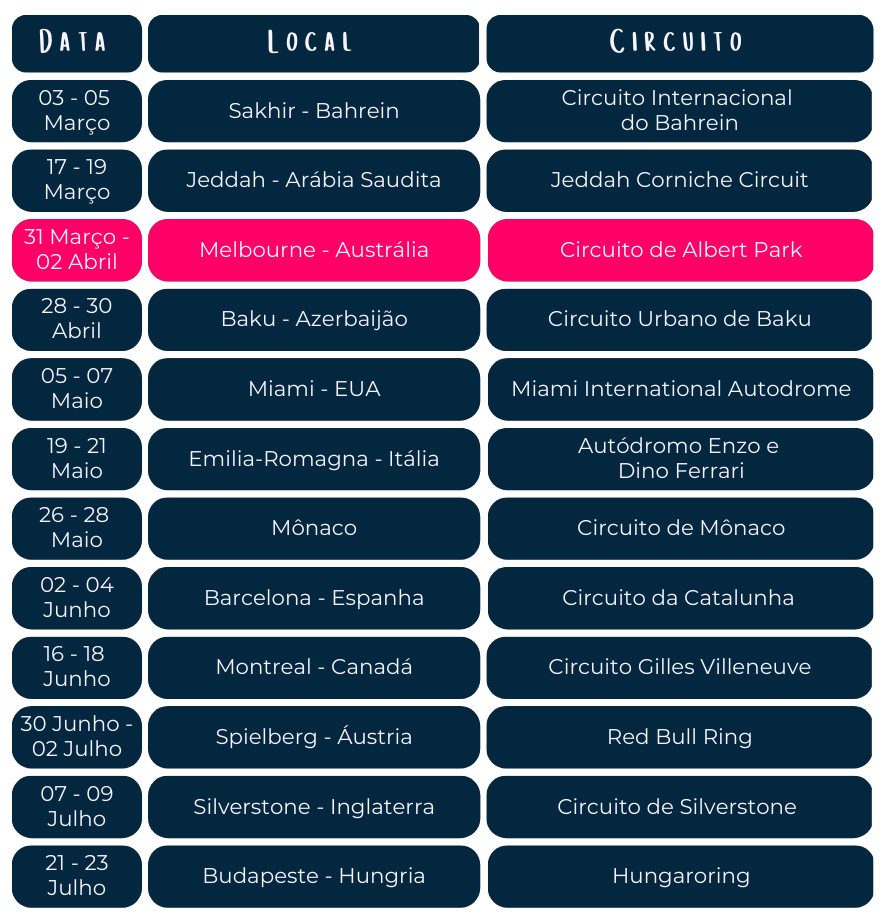 Data Local Circuito
03 - 05
Março
Sakhir - Bahrein
Circuito Internacional
do Bahrein
17 - 19
Março
Jeddah - Arábia Saudita
Jeddah Corniche Circuit
31 Março -
02 Abril
Melbourne - Austrália
Circuito de Albert Park
28 - 30
Abril
Baku - Azerbaijão
Circuito Urbano de Baku
05 - 07
Maio
Miami - EUA
Miami International Autodrome
19 - 21
Maio
Emilia-Romagna - Itália
Autódromo Enzo e
Dino Ferrari
26 - 28
Maio
Mônaco
Circuito de Mônaco
02 - 04
Junho
Barcelona - Espanha
Circuito da Catalunha
16 - 18
Junho
Montreal - Canadá
Circuito Gilles Villeneuve
30 Junho -
02 Julho
Spielberg - Áustria
Red Bull Ring
07 - 09
Julho
Silverstone - Inglaterra
Circuito de Silverstone
21 - 23
Julho
Budapeste - Hungria
Hungaroring